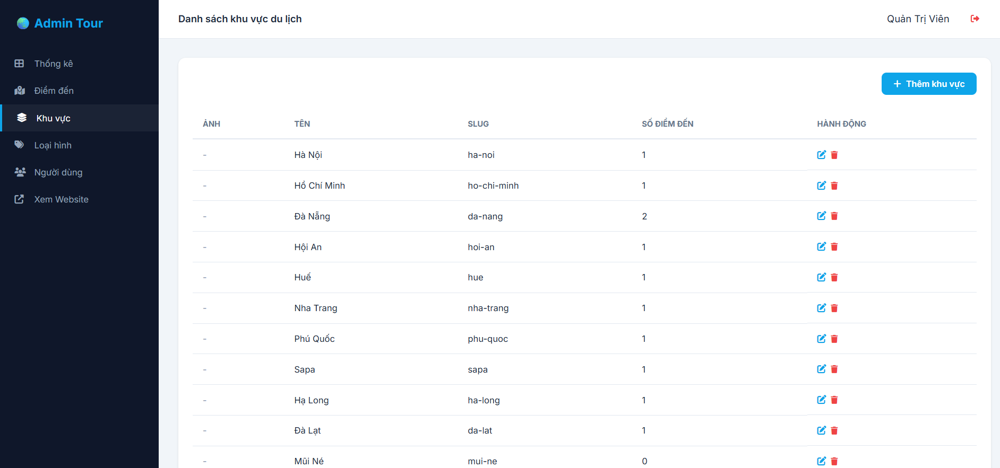 Admin Tour
Thống kê
Điểm đến
Khu vực
Loại hình
Người dùng
Xem Website
Danh sách khu vực du lịch
Quản Trị Viên
Thêm khu vực
ẢNH TÊN SLUG SỐ ĐIỂM ĐẾN HÀNH ĐỘNG
- Hà Nội ha-noi 1
- Hồ Chí Minh ho-chi-minh 1
- Đà Nẵng da-nang 2
- Hội An hoi-an 1
- Huế hue 1
- Nha Trang nha-trang 1
- Phú Quốc phu-quoc 1
- Sapa sapa 1
- Hạ Long ha-long 1
- Đà Lạt da-lat 1
- Mũi Né mui-ne 0